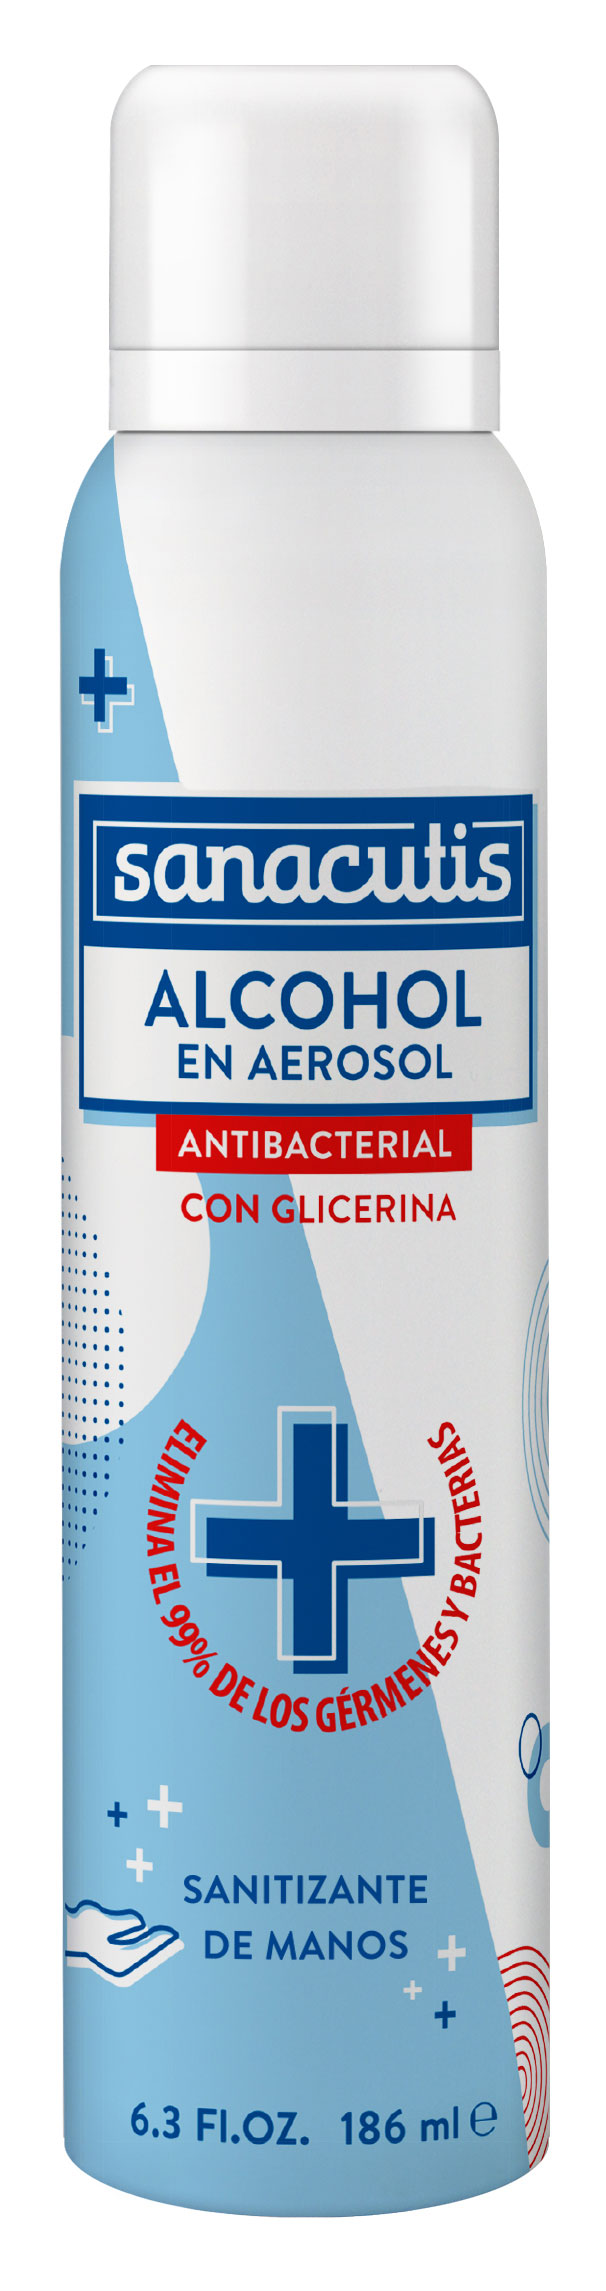 sanacutis
ALCOHOL
EN AEROSOL
ANTIBACTERIAL
CON GLICERINA
ELIMINA EL 99% DE LOS GÉRMENES Y BACTERIAS
SANITIZANTE
DE MANOS
6.3 Fl.OZ. 186 ml e